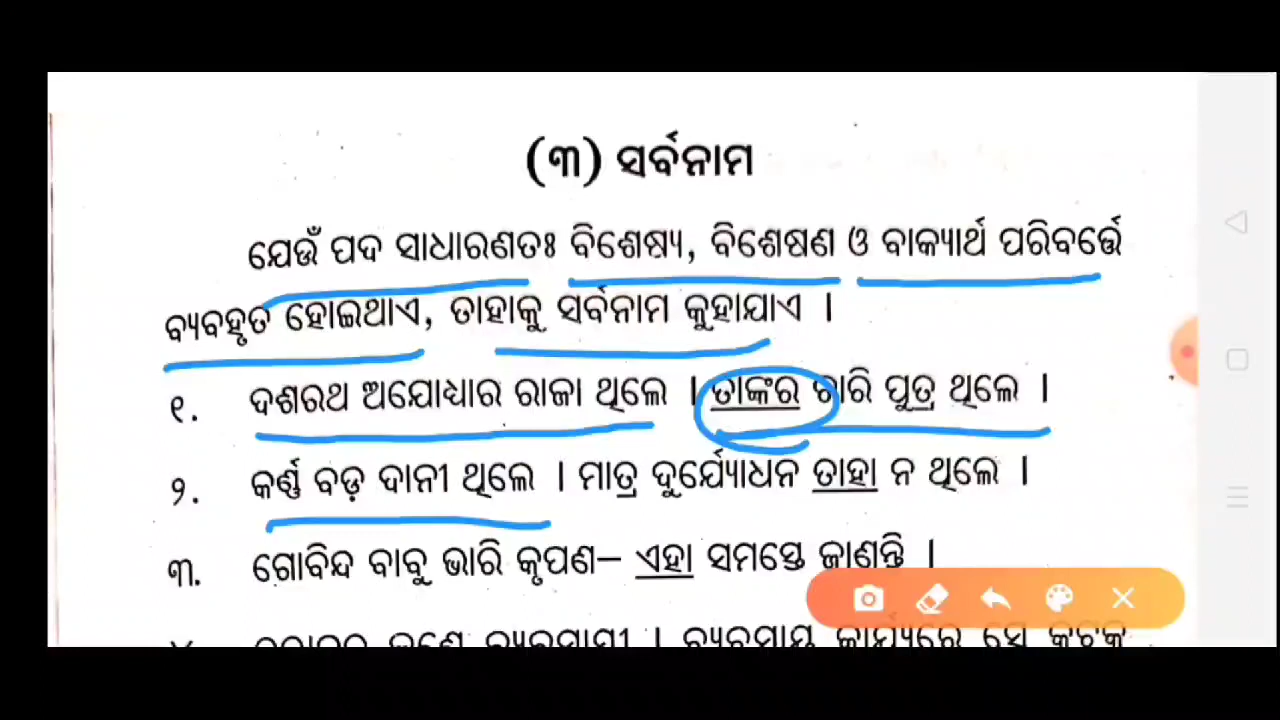 (୩) ସର୍ବନାମ
ଯେଉଁ ପଦ ସାଧାରଣତଃ ବିଶେଷ୍ୟ, ବିଶେଷଣ ଓ ବାକ୍ୟାର୍ଥ ପରିବର୍ତ୍ତେ
ବ୍ୟବହୃତ ହୋଇଥାଏ, ତାହାକୁ ସର୍ବନାମ କୁହାଯାଏ ।
୧. ଦଶରଥ ଅଯୋଧ୍ୟାର ରାଜା ଥିଲେ । ତାଙ୍କର ଚାରି ପୁତ୍ର ଥିଲେ ।
୨. କର୍ଣ୍ଣ ବଡ଼ ଦାନୀ ଥିଲେ । ମାତ୍ର ଦୁର୍ଯ୍ୟୋଧନ ତାହା ନ ଥିଲେ ।
୩. ଗୋବିନ୍ଦ ବାବୁ ଭାରି କୃପଣ– ଏହା ସମସ୍ତେ ଜାଣନ୍ତି ।